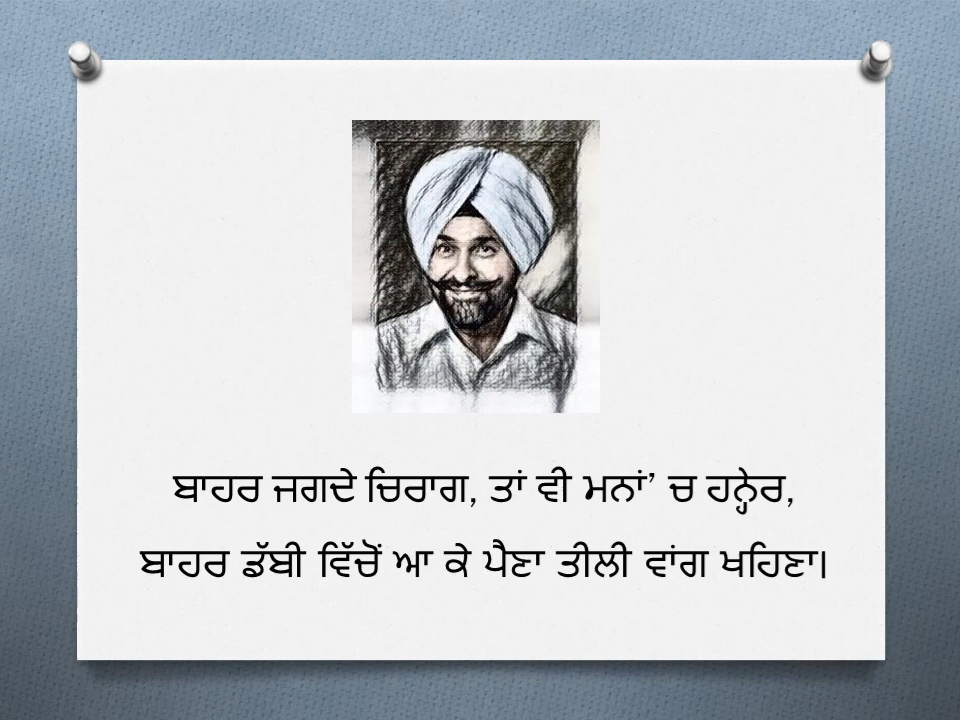 ਬਾਹਰ ਜਗਦੇ ਚਿਰਾਗ, ਤਾਂ ਵੀ ਮਨਾਂ’ ਚ ਹਨ੍ਹੇਰ,
ਬਾਹਰ ਡੱਬੀ ਵਿੱਚੋਂ ਆ ਕੇ ਪੈਣਾ ਤੀਲੀ ਵਾਂਗ ਖਹਿਣਾ।